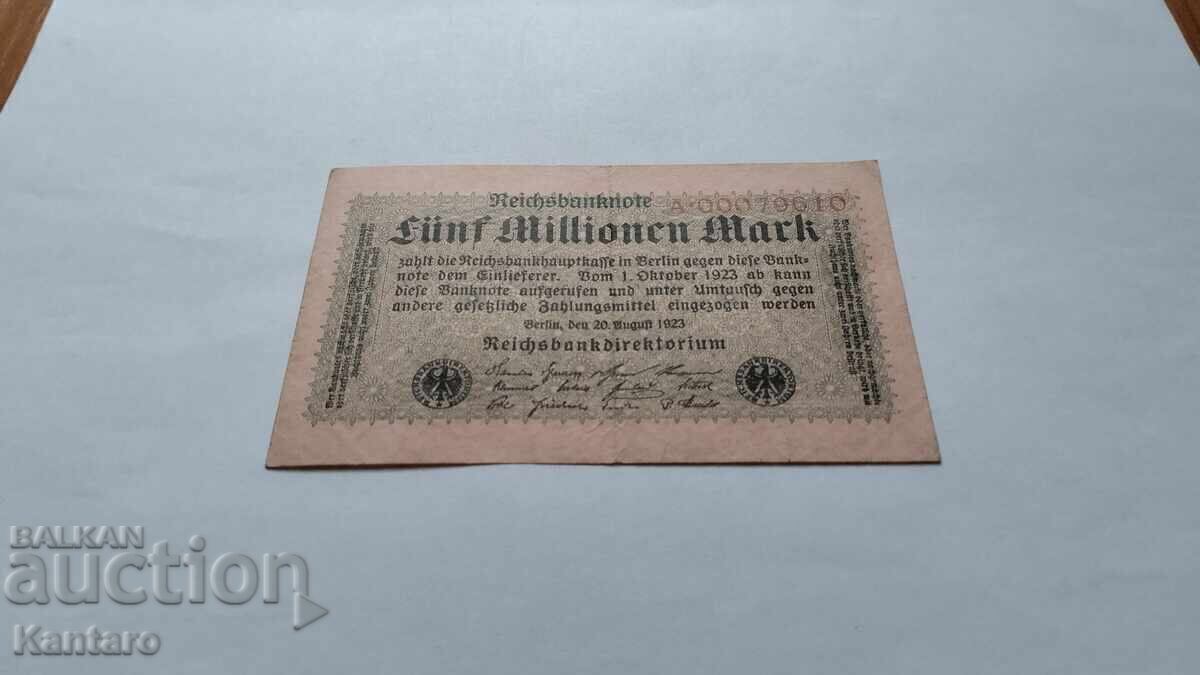 Reichsbanknote A·00079610
Fünf Millionen Mark
zahlt die Reichsbankhauptkasse in Berlin gegen diese Bank-
note dem Einlieferer. Vom 1. Oktober 1923 ab kann
diese Banknote aufgerufen und unter Umtausch gegen
andere gesetzliche Zahlungsmittel eingezogen werden
Berlin, den 20. August 1923
Reichsbankdirektorium
REICHSBANKDIREKTORIUM
REICHSBANKDIREKTORIUM
BALKAN
auction
Kantaro